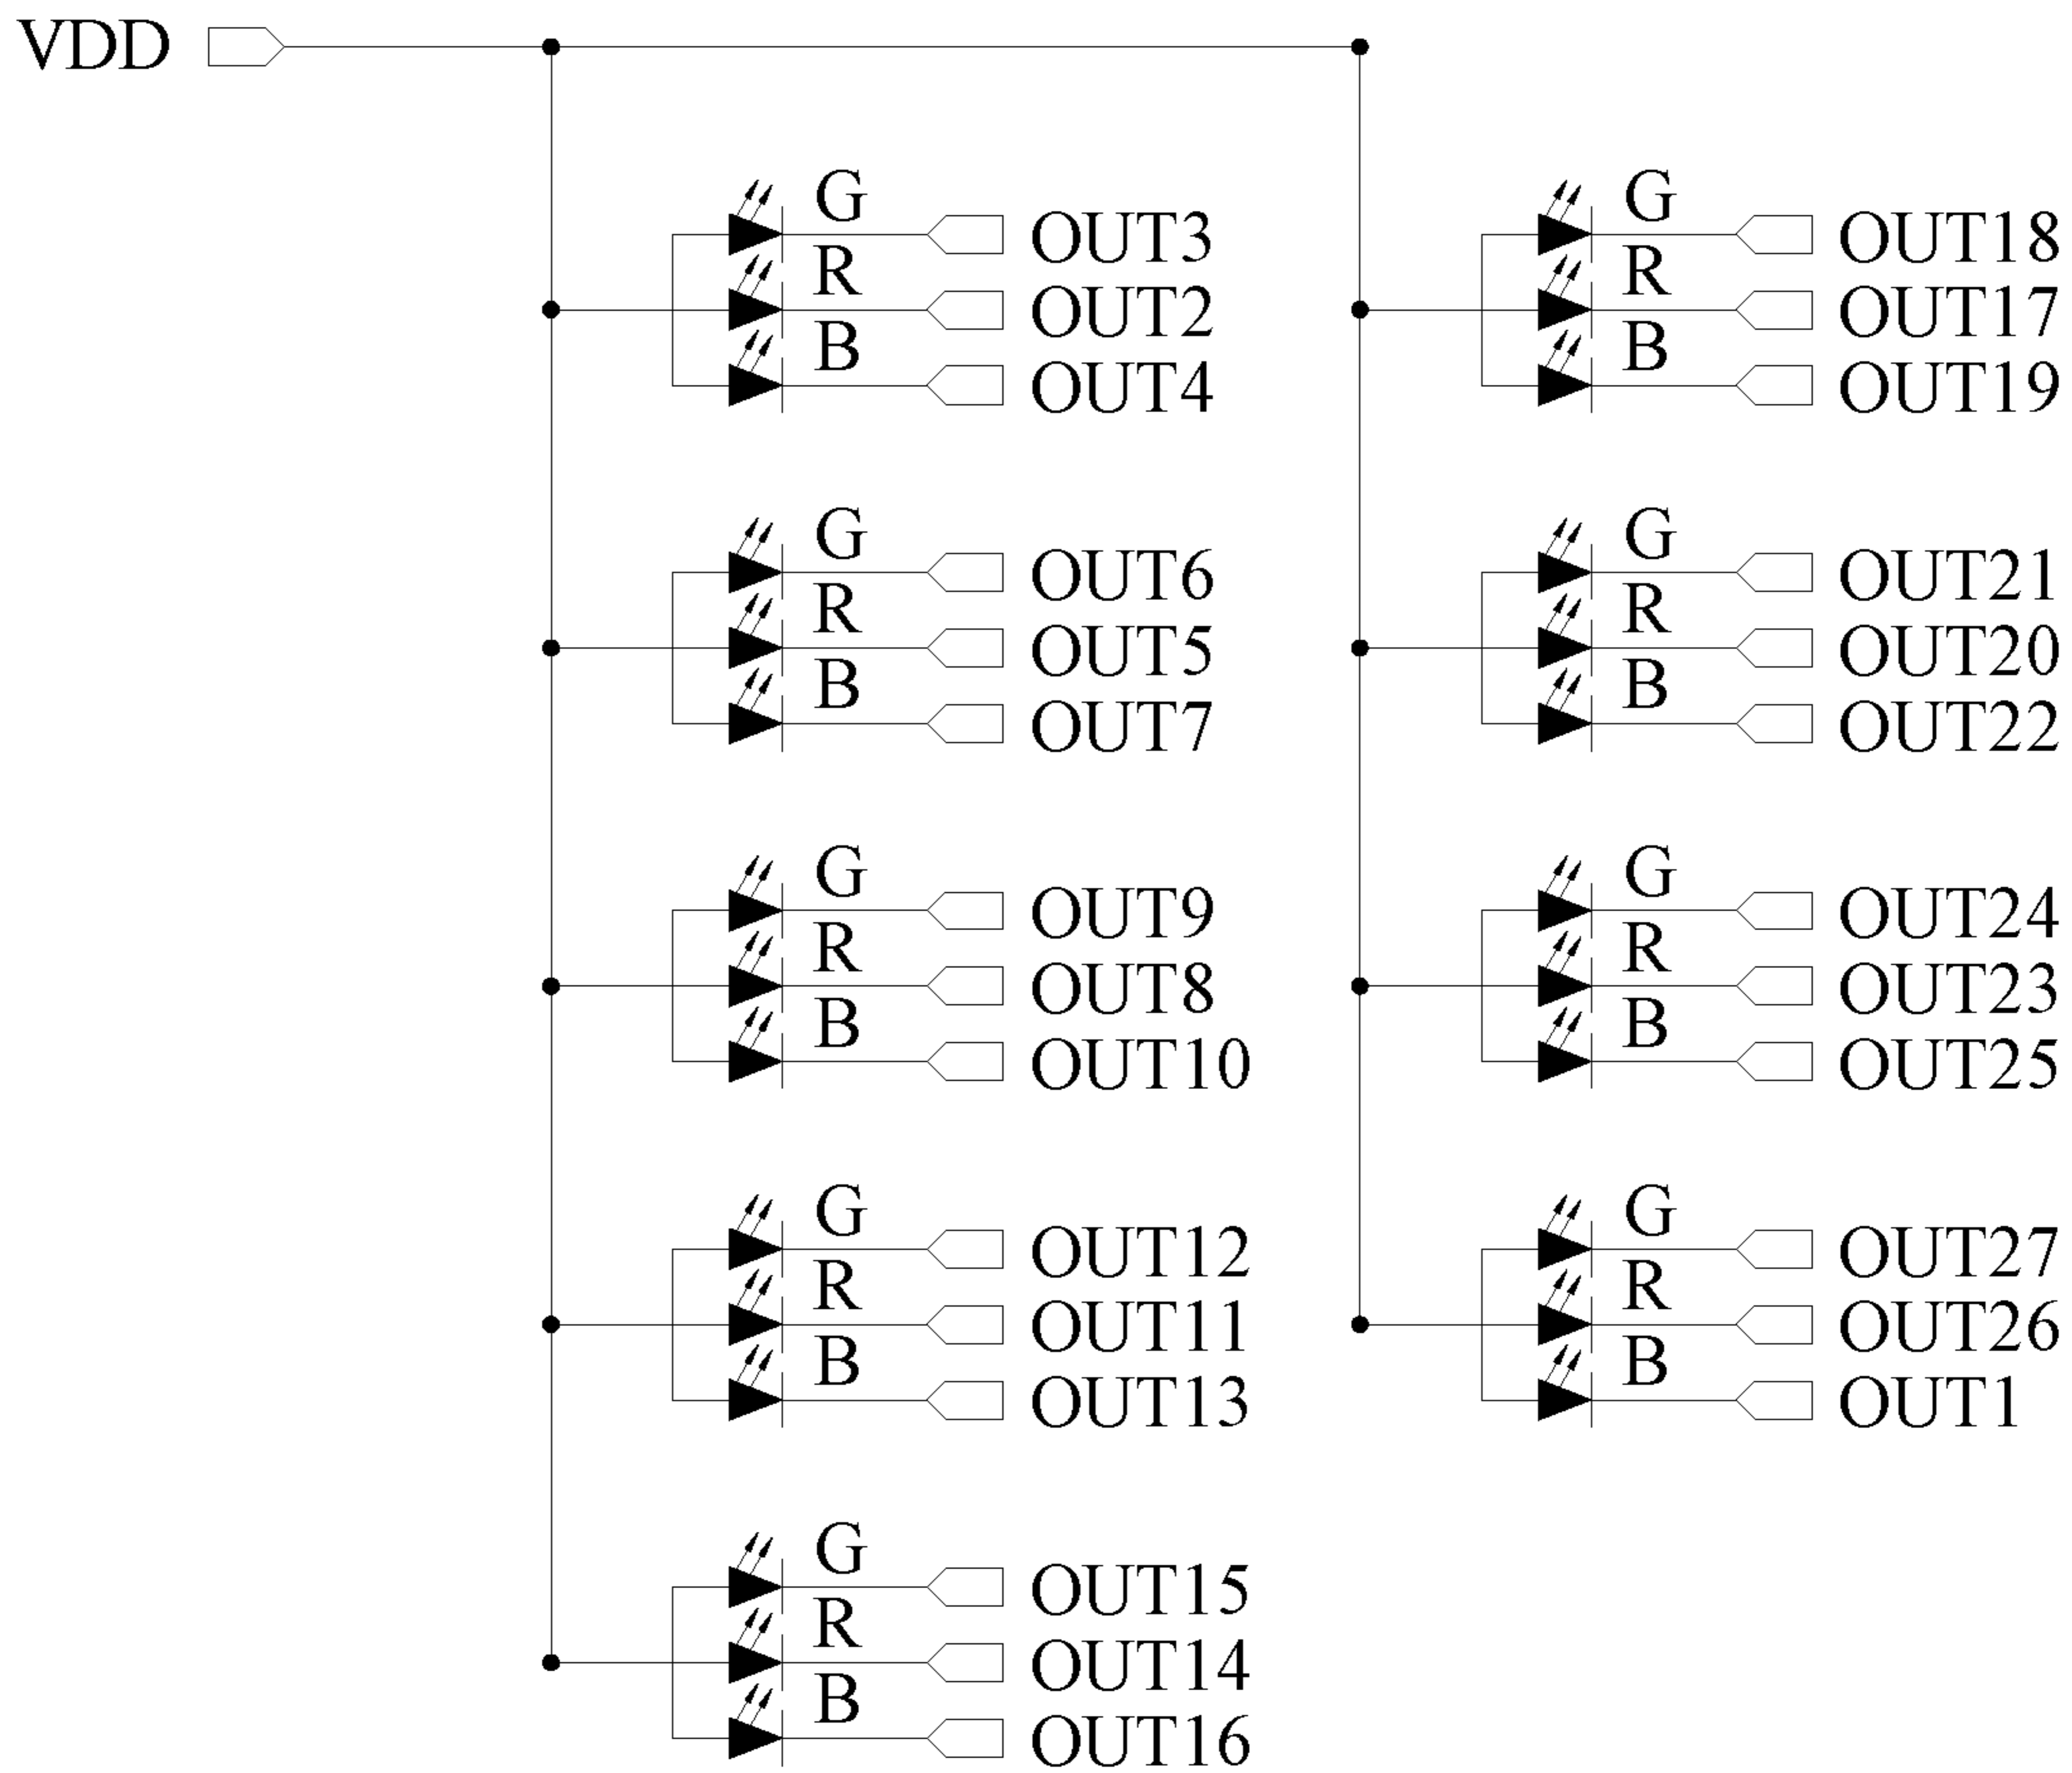 VDD
G
OUT3
R
OUT2
B
OUT4
G
OUT6
R
OUT5
B
OUT7
G
OUT9
R
OUT8
B
OUT10
G
OUT12
R
OUT11
B
OUT13
G
OUT15
R
OUT14
B
OUT16
G
OUT18
R
OUT17
B
OUT19
G
OUT21
R
OUT20
B
OUT22
G
OUT24
R
OUT23
B
OUT25
G
OUT27
R
OUT26
B
OUT1